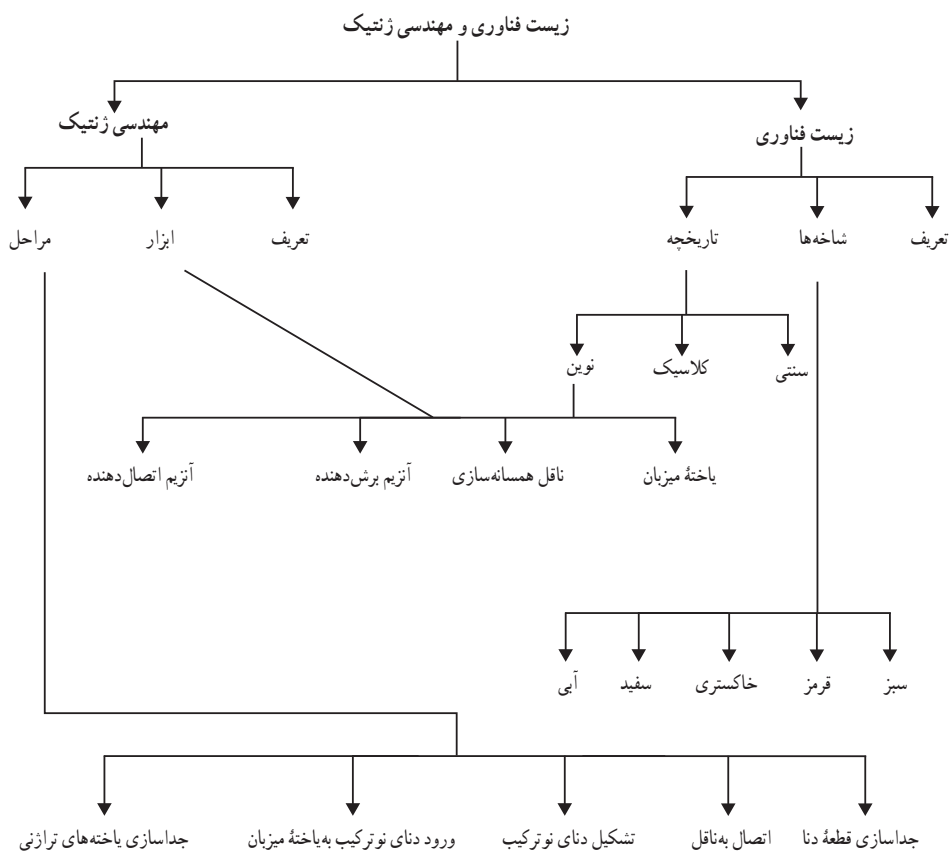 زیست فناوری و مهندسی ژنتیک
زیست فناوری
مهندسی ژنتیک
تعریف
شاخه‌ها
تاریخچه
تعریف
ابزار
مراحل
سنتی
کلاسیک
نوین
یاختهٔ میزبان
ناقل همسانه‌سازی
آنزیم برش‌دهنده
آنزیم اتصال‌دهنده
سبز
قرمز
خاکستری
سفید
آبی
جداسازی قطعهٔ دنا
اتصال به‌ناقل
تشکیل دنای نوترکیب
ورود دنای نوترکیب به‌یاختهٔ میزبان
جداسازی یاخته‌های تراژنی